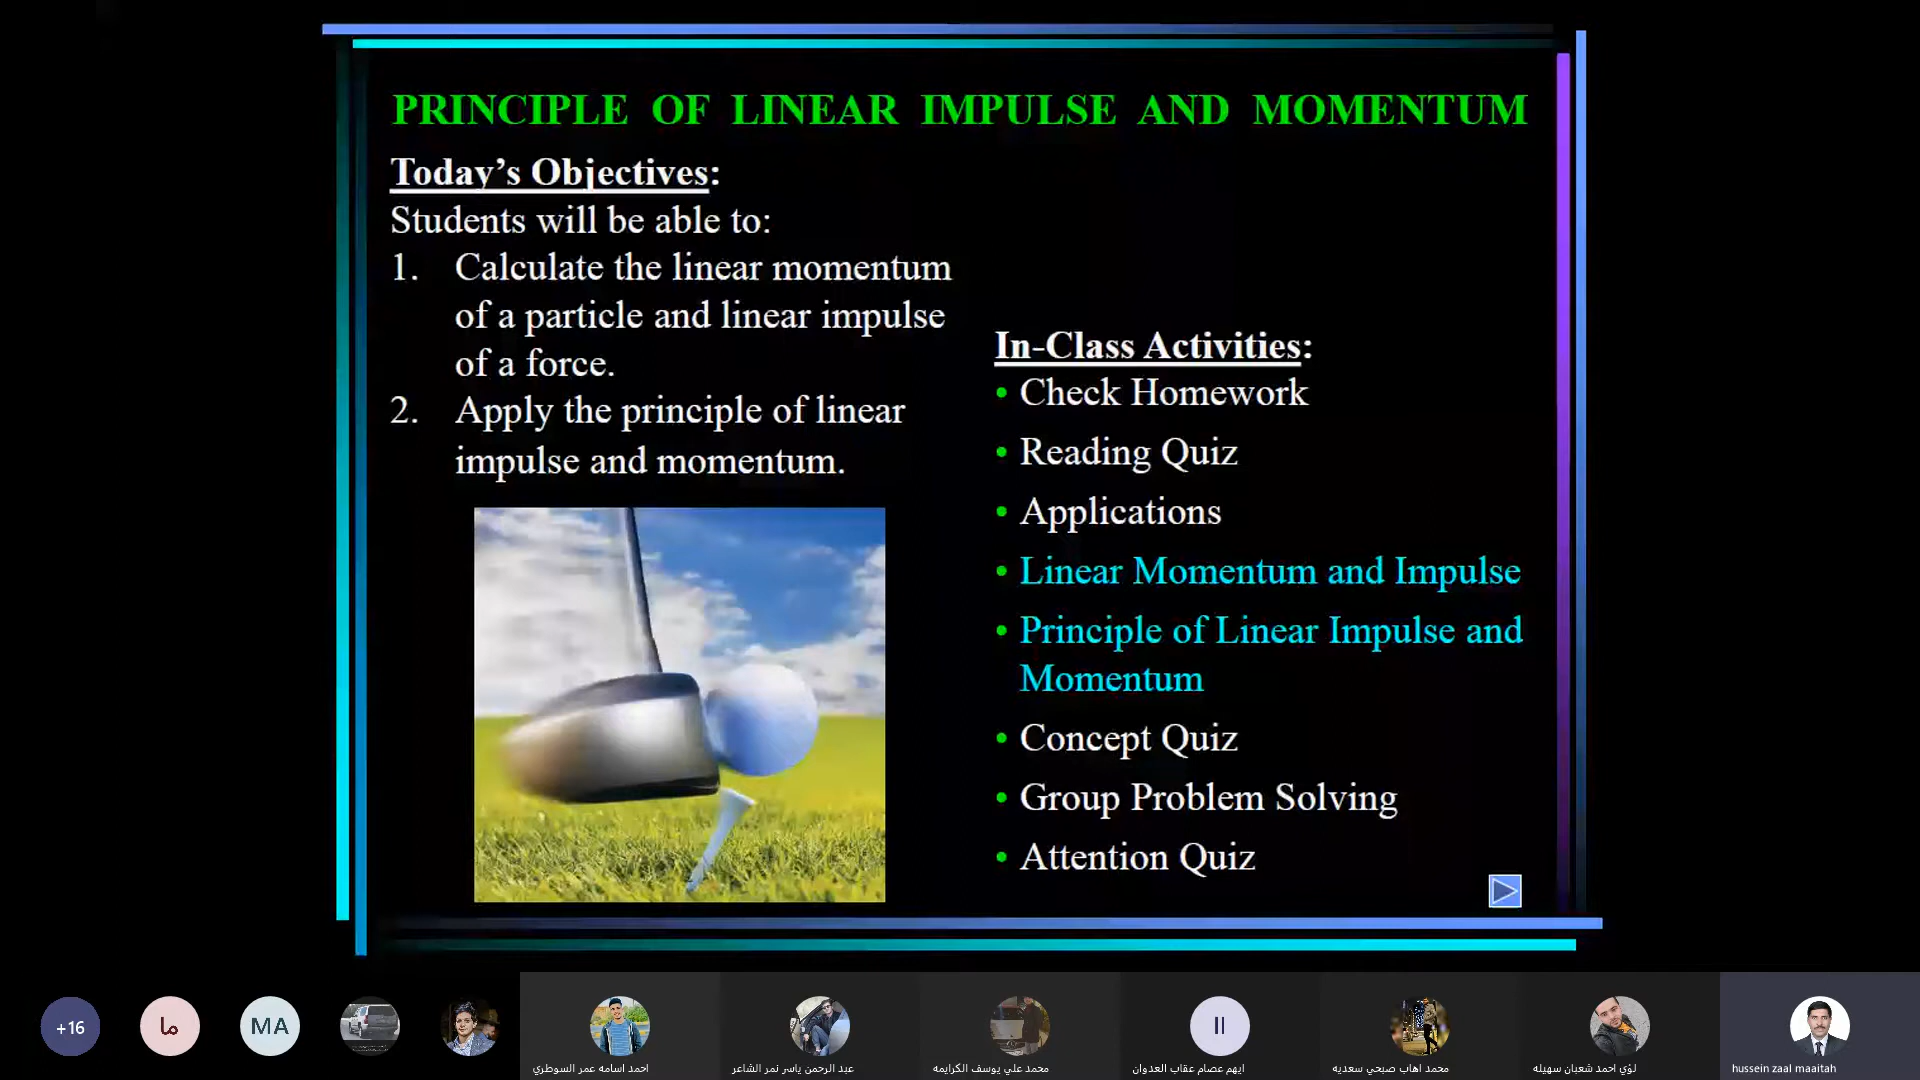 PRINCIPLE OF LINEAR IMPULSE AND MOMENTUM
Today’s Objectives:
Students will be able to:
1. Calculate the linear momentum
of a particle and linear impulse
of a force.
2. Apply the principle of linear
impulse and momentum.
In-Class Activities:
• Check Homework
• Reading Quiz
• Applications
• Linear Momentum and Impulse
• Principle of Linear Impulse and
Momentum
• Concept Quiz
• Group Problem Solving
• Attention Quiz
+16
ما
MA
احمد اسامه عمر السوطري
عبد الرحمن ياسر نمر الشاعر
محمد علي يوسف الكرايمه
اا
ايهم عصام عقاب العدوان
محمد اهاب صبحي سعديه
لؤي احمد شعبان سهيله
hussein zaal maaitah